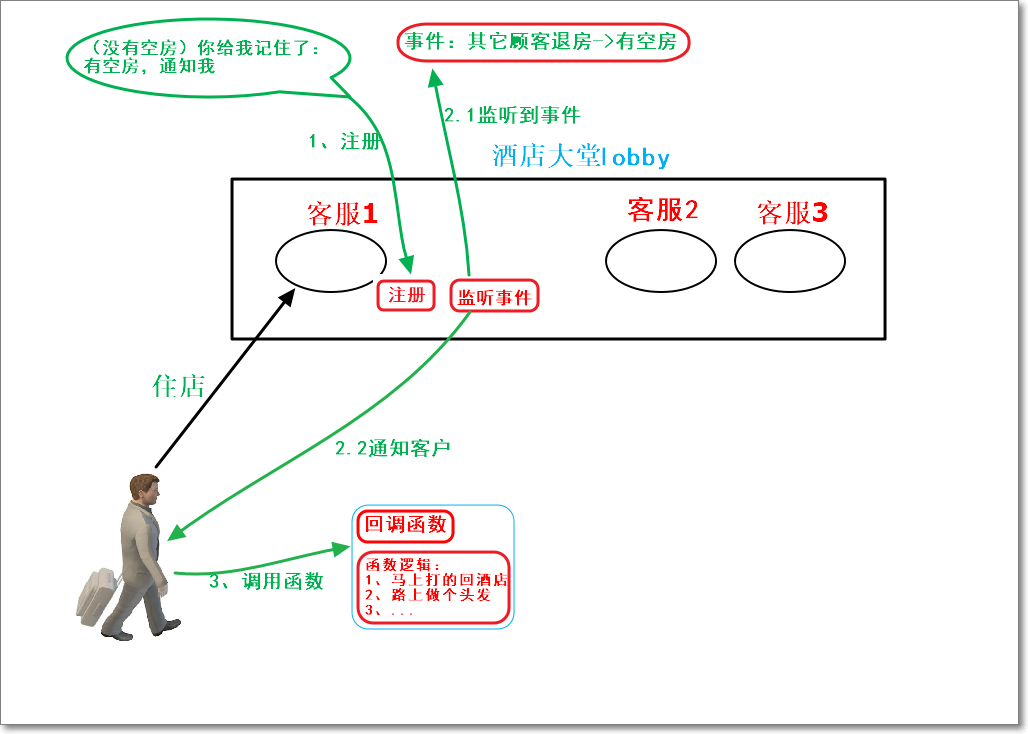 （没有空房）你给我记住了：
有空房，通知我
事件：其它顾客退房->有空房
2.1监听到事件
1、注册
酒店大堂lobby
客服1
客服2
客服3
注册
监听事件
住店
2.2通知客户
回调函数
函数逻辑：
1、马上打的回酒店
2、路上做个头发
3、...
3、调用函数